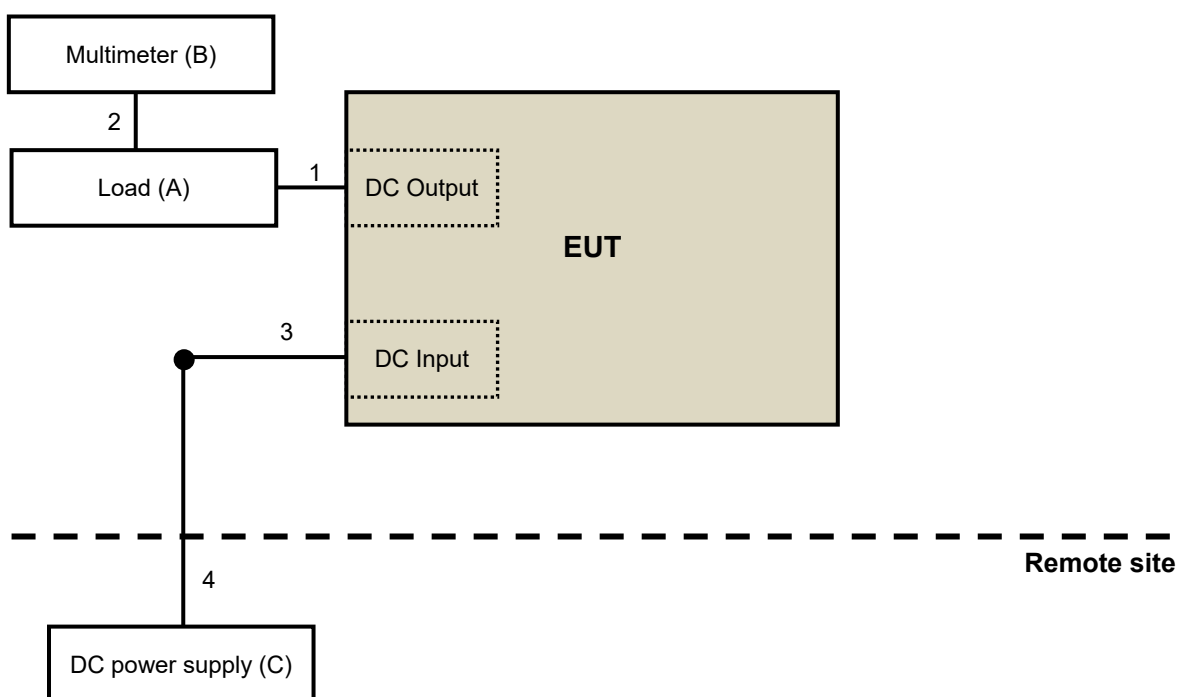 Multimeter (B)
2
Load (A)
1
DC Output
EUT
3
DC Input
Remote site
4
DC power supply (C)